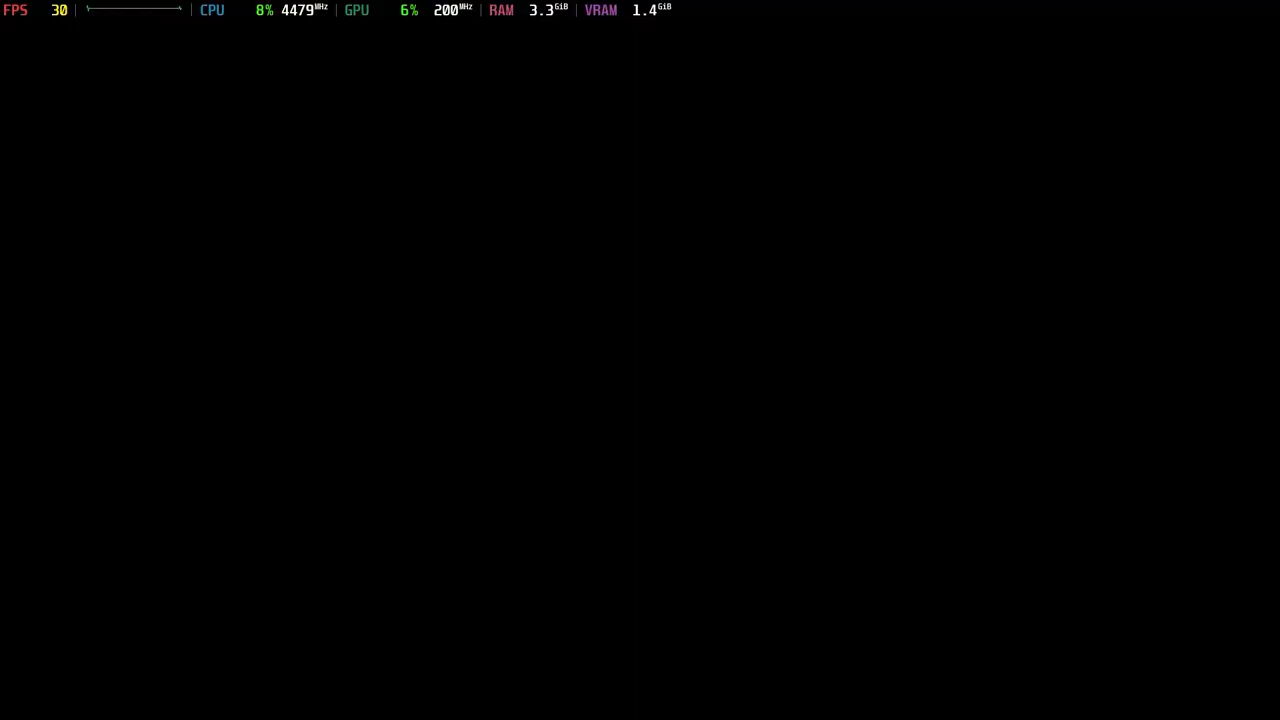 FPS 30 | CPU 8% 4479MHz | GPU 6% 200MHz | RAM 3.3GiB | VRAM 1.4GiB